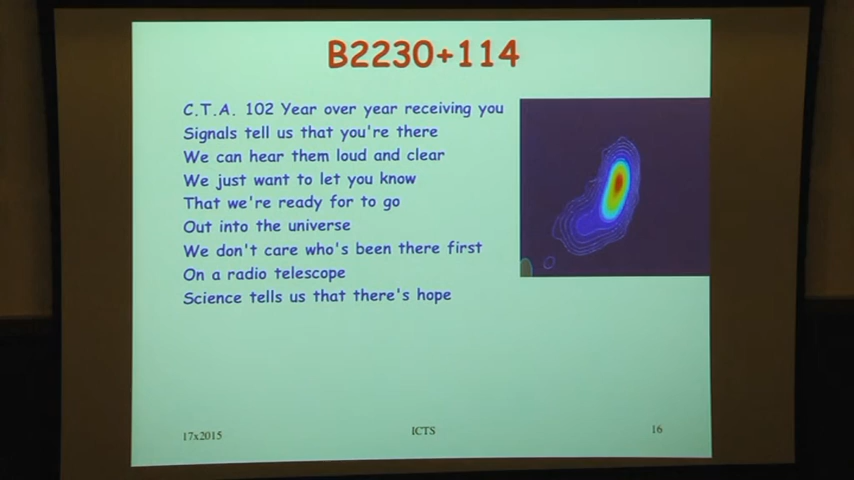 B2230+114
C.T.A. 102 Year over year receiving you
Signals tell us that you're there
We can hear them loud and clear
We just want to let you know
That we're ready for to go
Out into the universe
We don't care who's been there first
On a radio telescope
Science tells us that there's hope
17x2015 ICTS 16